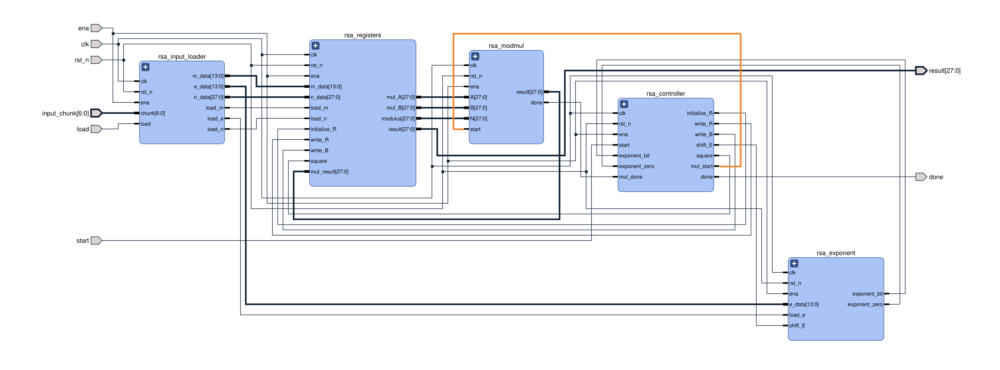 ena
clk
rst_n
input_chunk[6:0]
load
start
rsa_input_loader
clk
rst_n
ena
chunk[6:0]
load
m_data[13:0]
e_data[13:0]
n_data[27:0]
load_m
load_e
load_n
rsa_registers
clk
rst_n
ena
m_data[13:0]
n_data[27:0]
load_m
load_n
initialize_R
write_R
write_B
square
mul_result[27:0]
mul_A[27:0]
mul_B[27:0]
modulus[27:0]
result[27:0]
rsa_modmul
clk
rst_n
ena
A[27:0]
B[27:0]
N[27:0]
start
result[27:0]
done
rsa_controller
clk
rst_n
ena
start
exponent_bit
exponent_zero
mul_done
initialize_R
write_R
write_B
shift_E
square
mul_start
done
rsa_exponent
clk
rst_n
ena
e_data[13:0]
load_e
shift_E
exponent_bit
exponent_zero
result[27:0]
done